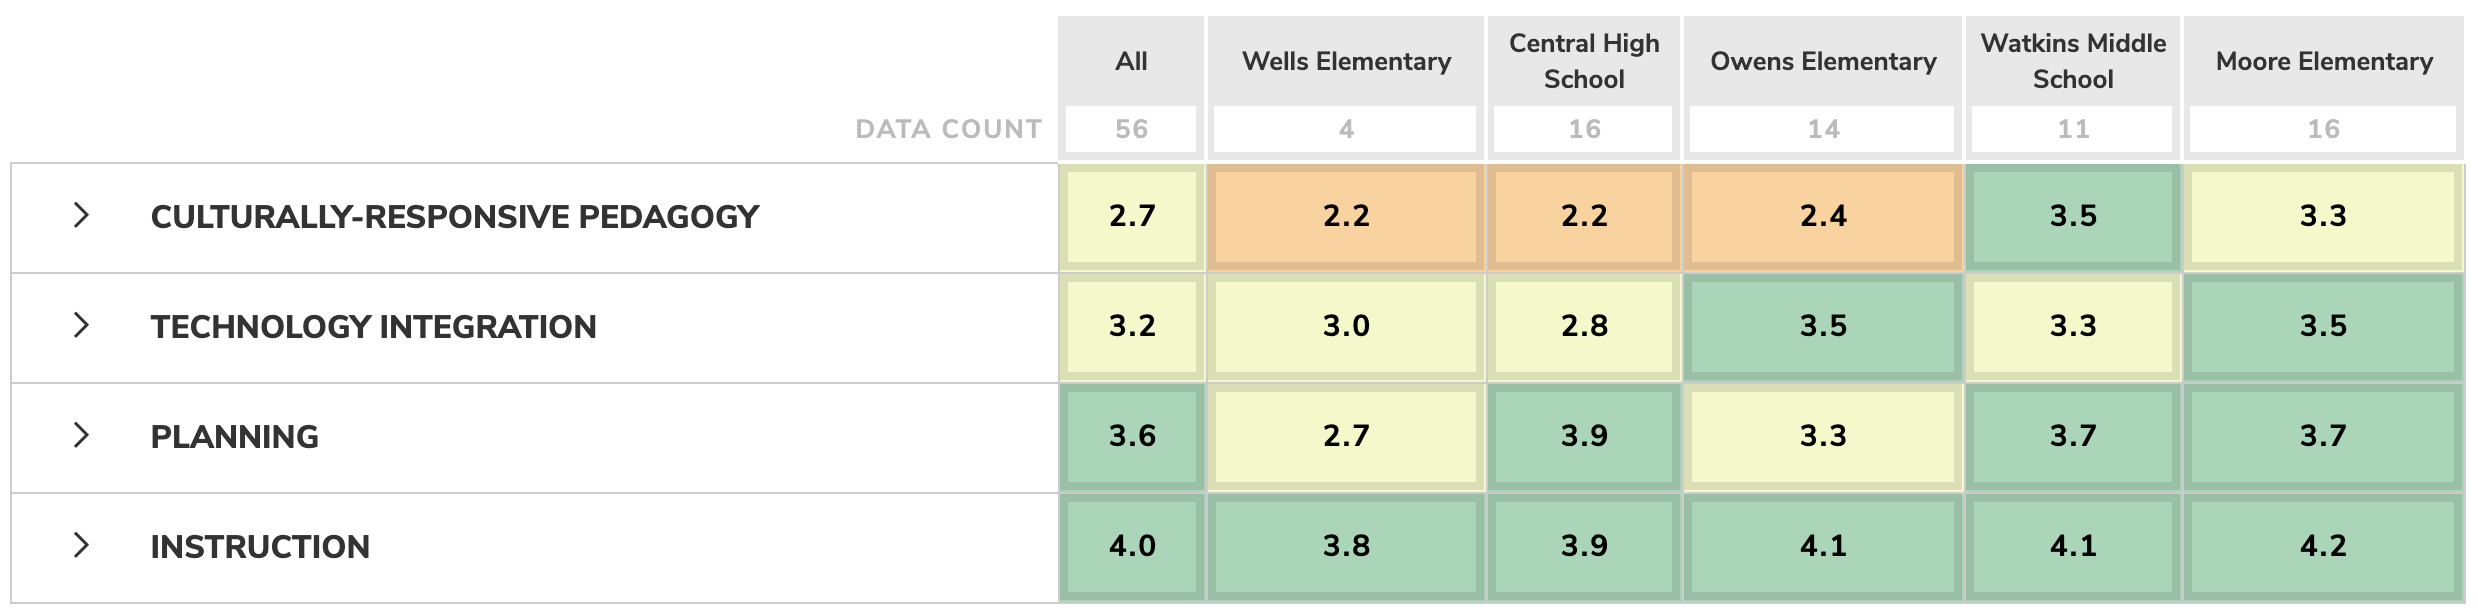 All
Wells Elementary
Central High
School
Owens Elementary
Watkins Middle
School
Moore Elementary
DATA COUNT 56 4 16 14 11 16
CULTURALLY-RESPONSIVE PEDAGOGY 2.7 2.2 2.2 2.4 3.5 3.3
TECHNOLOGY INTEGRATION 3.2 3.0 2.8 3.5 3.3 3.5
PLANNING 3.6 2.7 3.9 3.3 3.7 3.7
INSTRUCTION 4.0 3.8 3.9 4.1 4.1 4.2